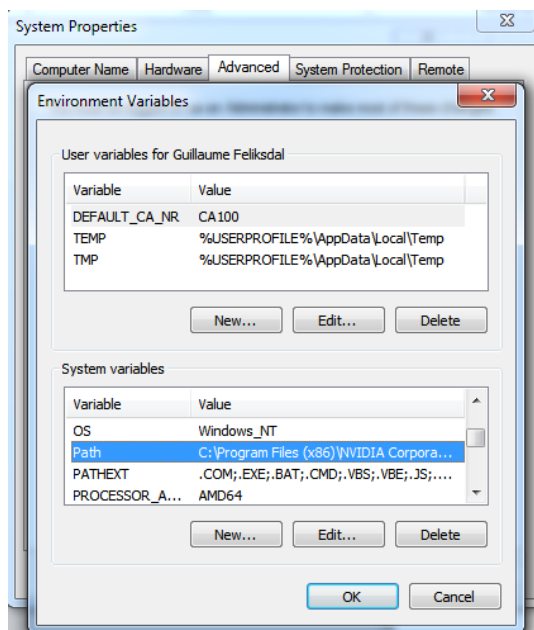 System Properties
Computer Name Hardware Advanced System Protection Remote
Environment Variables
User variables for Guillaume Feliksdal
Variable Value
DEFAULT_CA_NR CA100
TEMP %USERPROFILE%\AppData\Local\Temp
TMP %USERPROFILE%\AppData\Local\Temp
New... Edit... Delete
System variables
Variable Value
OS Windows_NT
Path C:\Program Files (x86)\NVIDIA Corpora...
PATHEXT .COM;.EXE;.BAT;.CMD;.VBS;.VBE;.JS;....
PROCESSOR_A... AMD64
New... Edit... Delete
OK Cancel